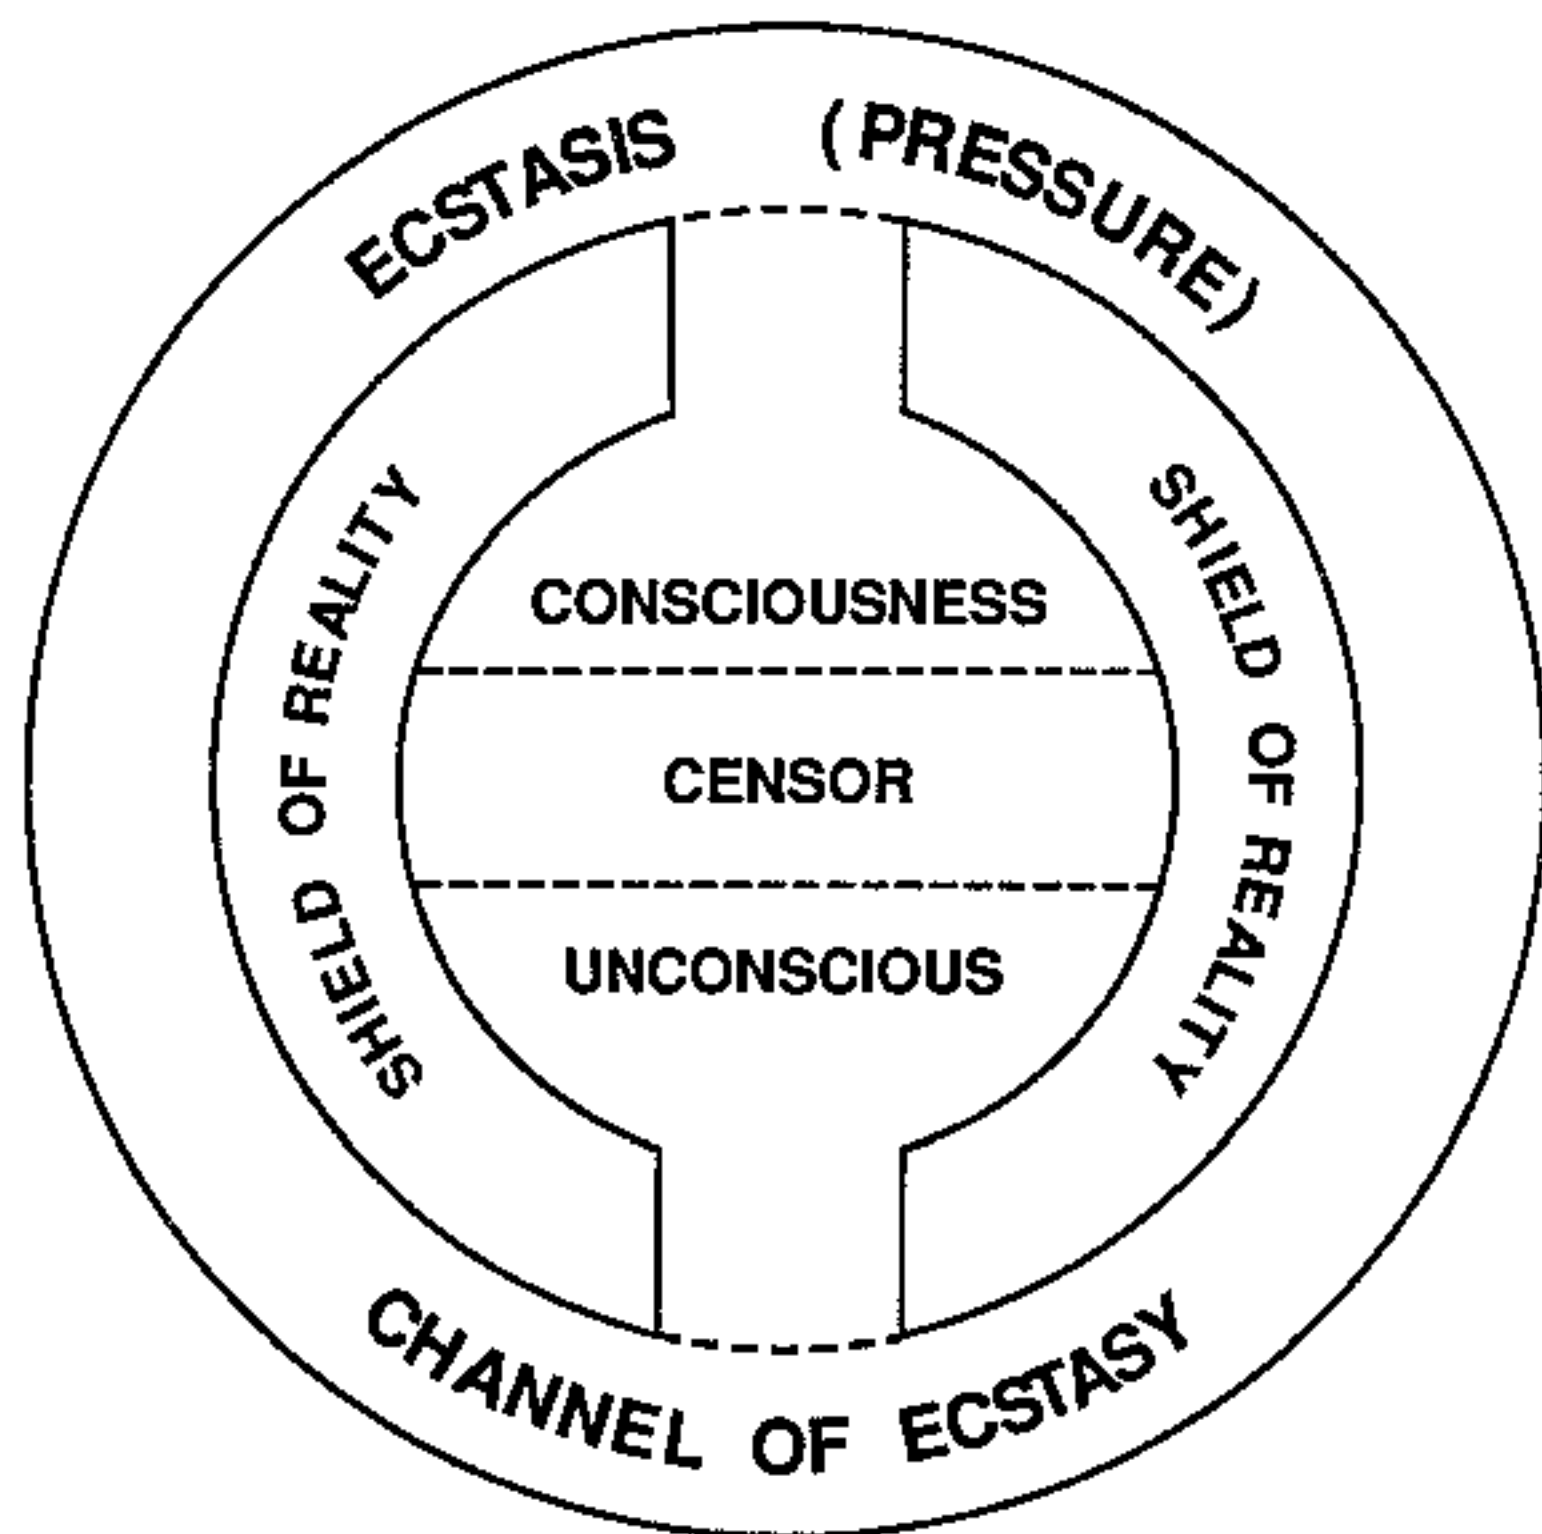 ECSTASIS (PRESSURE)
SHIELD OF REALITY
SHIELD OF REALITY
CONSCIOUSNESS
CENSOR
UNCONSCIOUS
CHANNEL OF ECSTASY